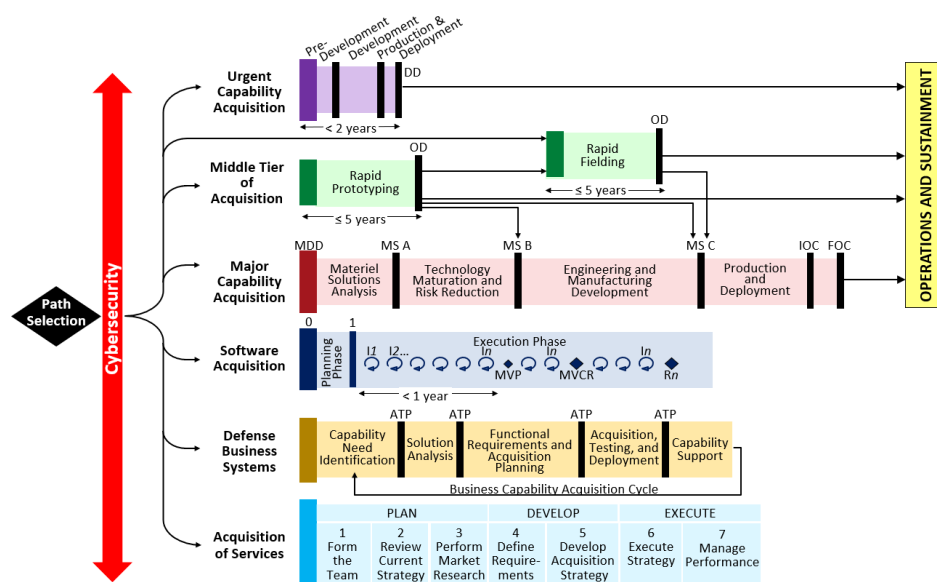 Pre-
Development
Development
Production &
Deployment
Urgent
Capability
Acquisition
DD
< 2 years
OD
Rapid
Fielding
≤ 5 years
Middle Tier
of
Acquisition
OD
Rapid
Prototyping
≤ 5 years
OPERATIONS AND SUSTAINMENT
Path
Selection
Cybersecurity
Major
Capability
Acquisition
MDD
MS A
MS B
MS C
IOC
FOC
Materiel
Solutions
Analysis
Technology
Maturation and
Risk Reduction
Engineering and
Manufacturing
Development
Production
and
Deployment
Software
Acquisition
0
1
Planning
Phase
Execution Phase
I1
I2...
In
In
In
MVP
MVCR
Rn
< 1 year
Defense
Business
Systems
ATP
ATP
ATP
ATP
Capability
Need
Identification
Solution
Analysis
Functional
Requirements and
Acquisition
Planning
Acquisition,
Testing, and
Deployment
Capability
Support
Business Capability Acquisition Cycle
Acquisition
of Services
PLAN
DEVELOP
EXECUTE
1
Form
the
Team
2
Review
Current
Strategy
3
Perform
Market
Research
4
Define
Require-
ments
5
Develop
Acquisition
Strategy
6
Execute
Strategy
7
Manage
Performance